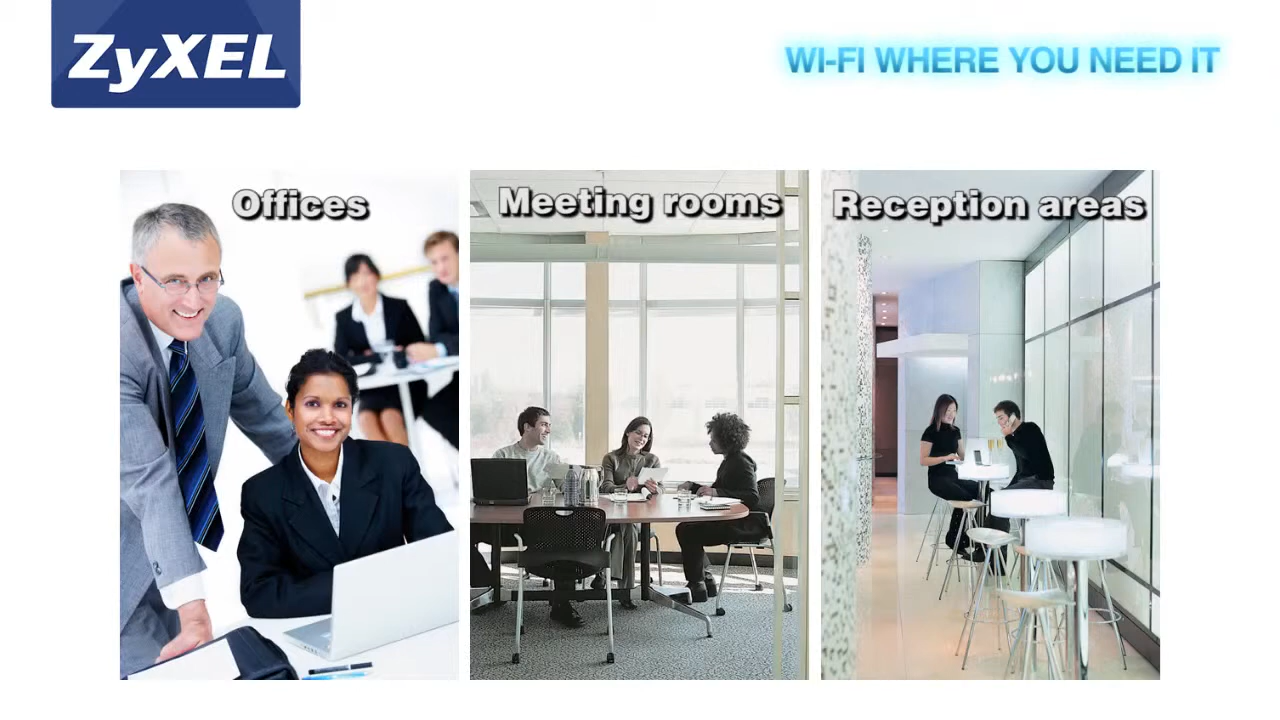 ZyXEL
WI-FI WHERE YOU NEED IT
Offices
Meeting rooms
Reception areas